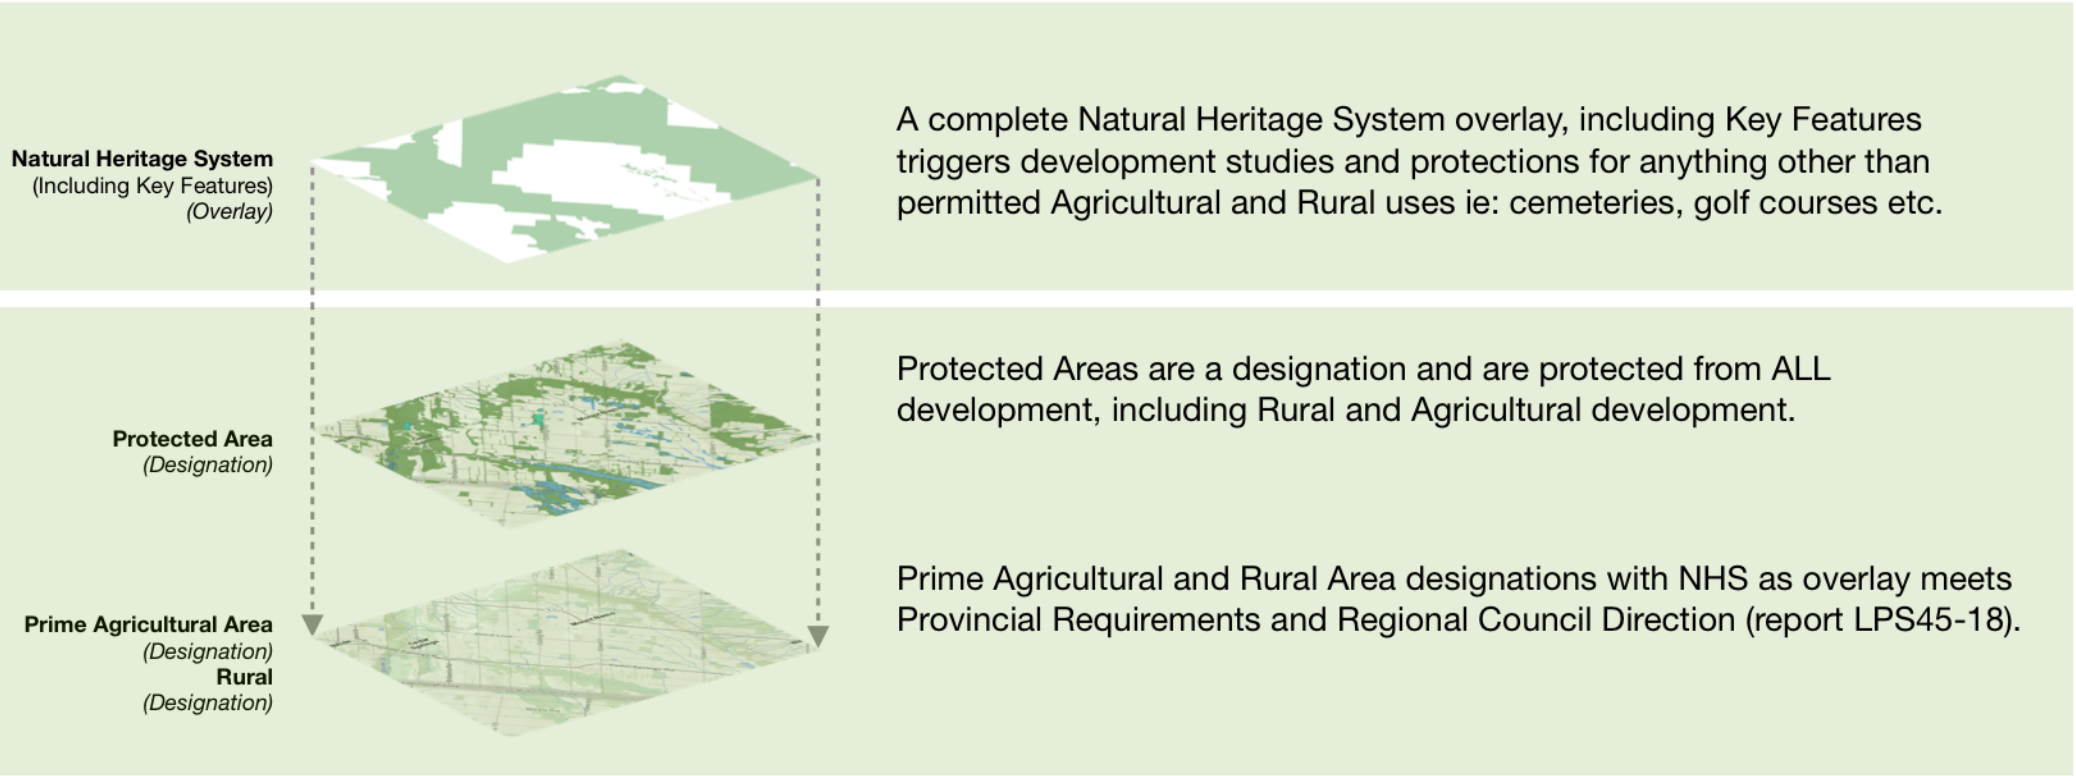 Natural Heritage System
(Including Key Features)
(Overlay)
A complete Natural Heritage System overlay, including Key Features
triggers development studies and protections for anything other than
permitted Agricultural and Rural uses ie: cemeteries, golf courses etc.
Protected Area
(Designation)
Protected Areas are a designation and are protected from ALL
development, including Rural and Agricultural development.
Prime Agricultural Area
(Designation)
Rural
(Designation)
Prime Agricultural and Rural Area designations with NHS as overlay meets
Provincial Requirements and Regional Council Direction (report LPS45-18).